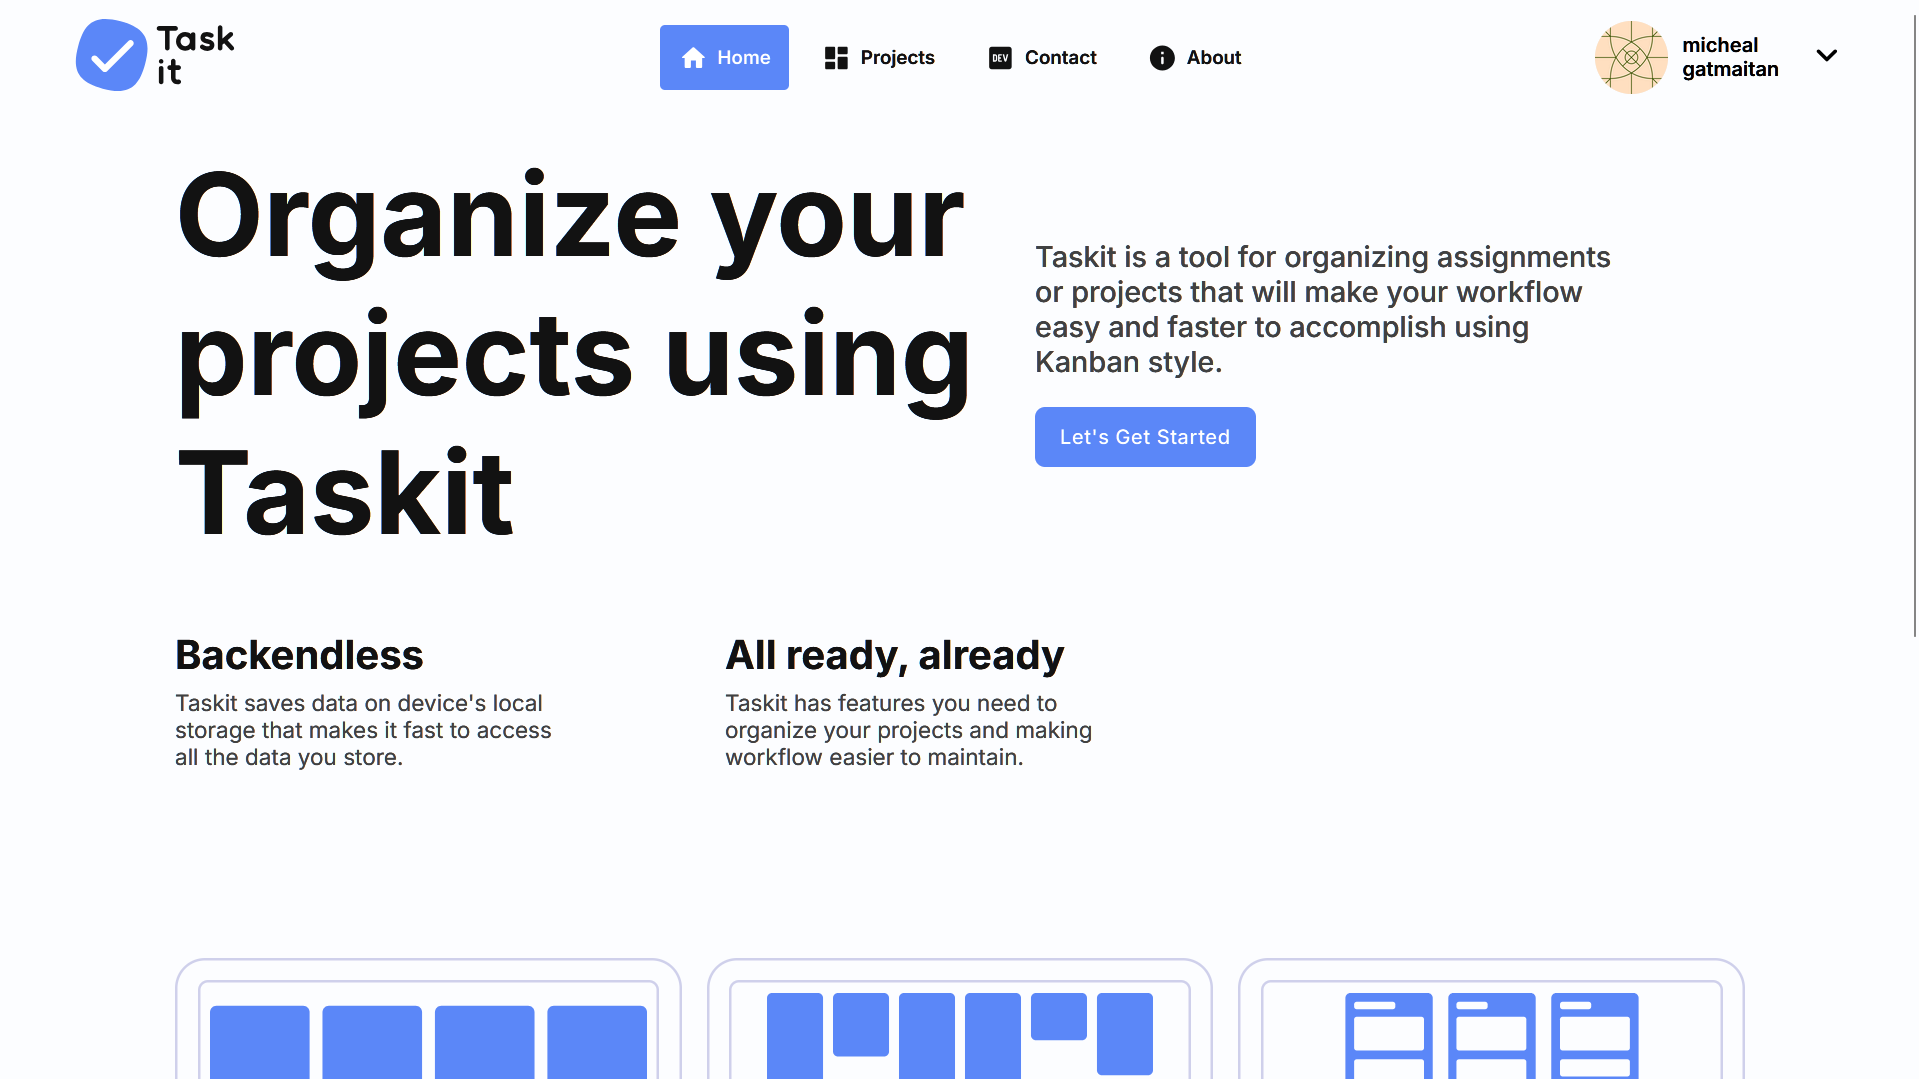 Task
it
Home
Projects
DEV
Contact
About
micheal
gatmaitan
Organize your
projects using
Taskit
Taskit is a tool for organizing assignments
or projects that will make your workflow
easy and faster to accomplish using
Kanban style.
Let's Get Started
Backendless
Taskit saves data on device's local
storage that makes it fast to access
all the data you store.
All ready, already
Taskit has features you need to
organize your projects and making
workflow easier to maintain.